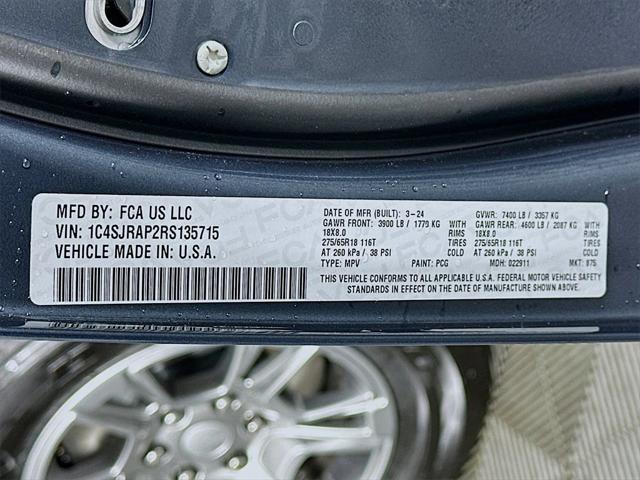 MFD BY: FCA US LLC
VIN: 1C4SJRAP2RS135715
VEHICLE MADE IN: U.S.A.
DATE OF MFR (BUILT): 3-24
GVWR: 7400 LB / 3357 KG
GAWR FRONT: 3900 LB / 1770 KG
GAWR REAR: 4600 LB / 2087 KG
18X8.0 RIMS 18X8.0 RIMS
WITH WITH
275/65R18 116T TIRES 275/65R18 116T TIRES
AT 260 kPa / 38 PSI COLD AT 260 kPa / 38 PSI COLD
TYPE: MPV PAINT: PCG MDH: 022911 MKT:
THIS VEHICLE CONFORMS TO ALL APPLICABLE U.S.A. FEDERAL MOTOR VEHICLE SAFETY
STANDARDS IN EFFECT ON THE DATE OF MANUFACTURE SHOWN ABOVE.